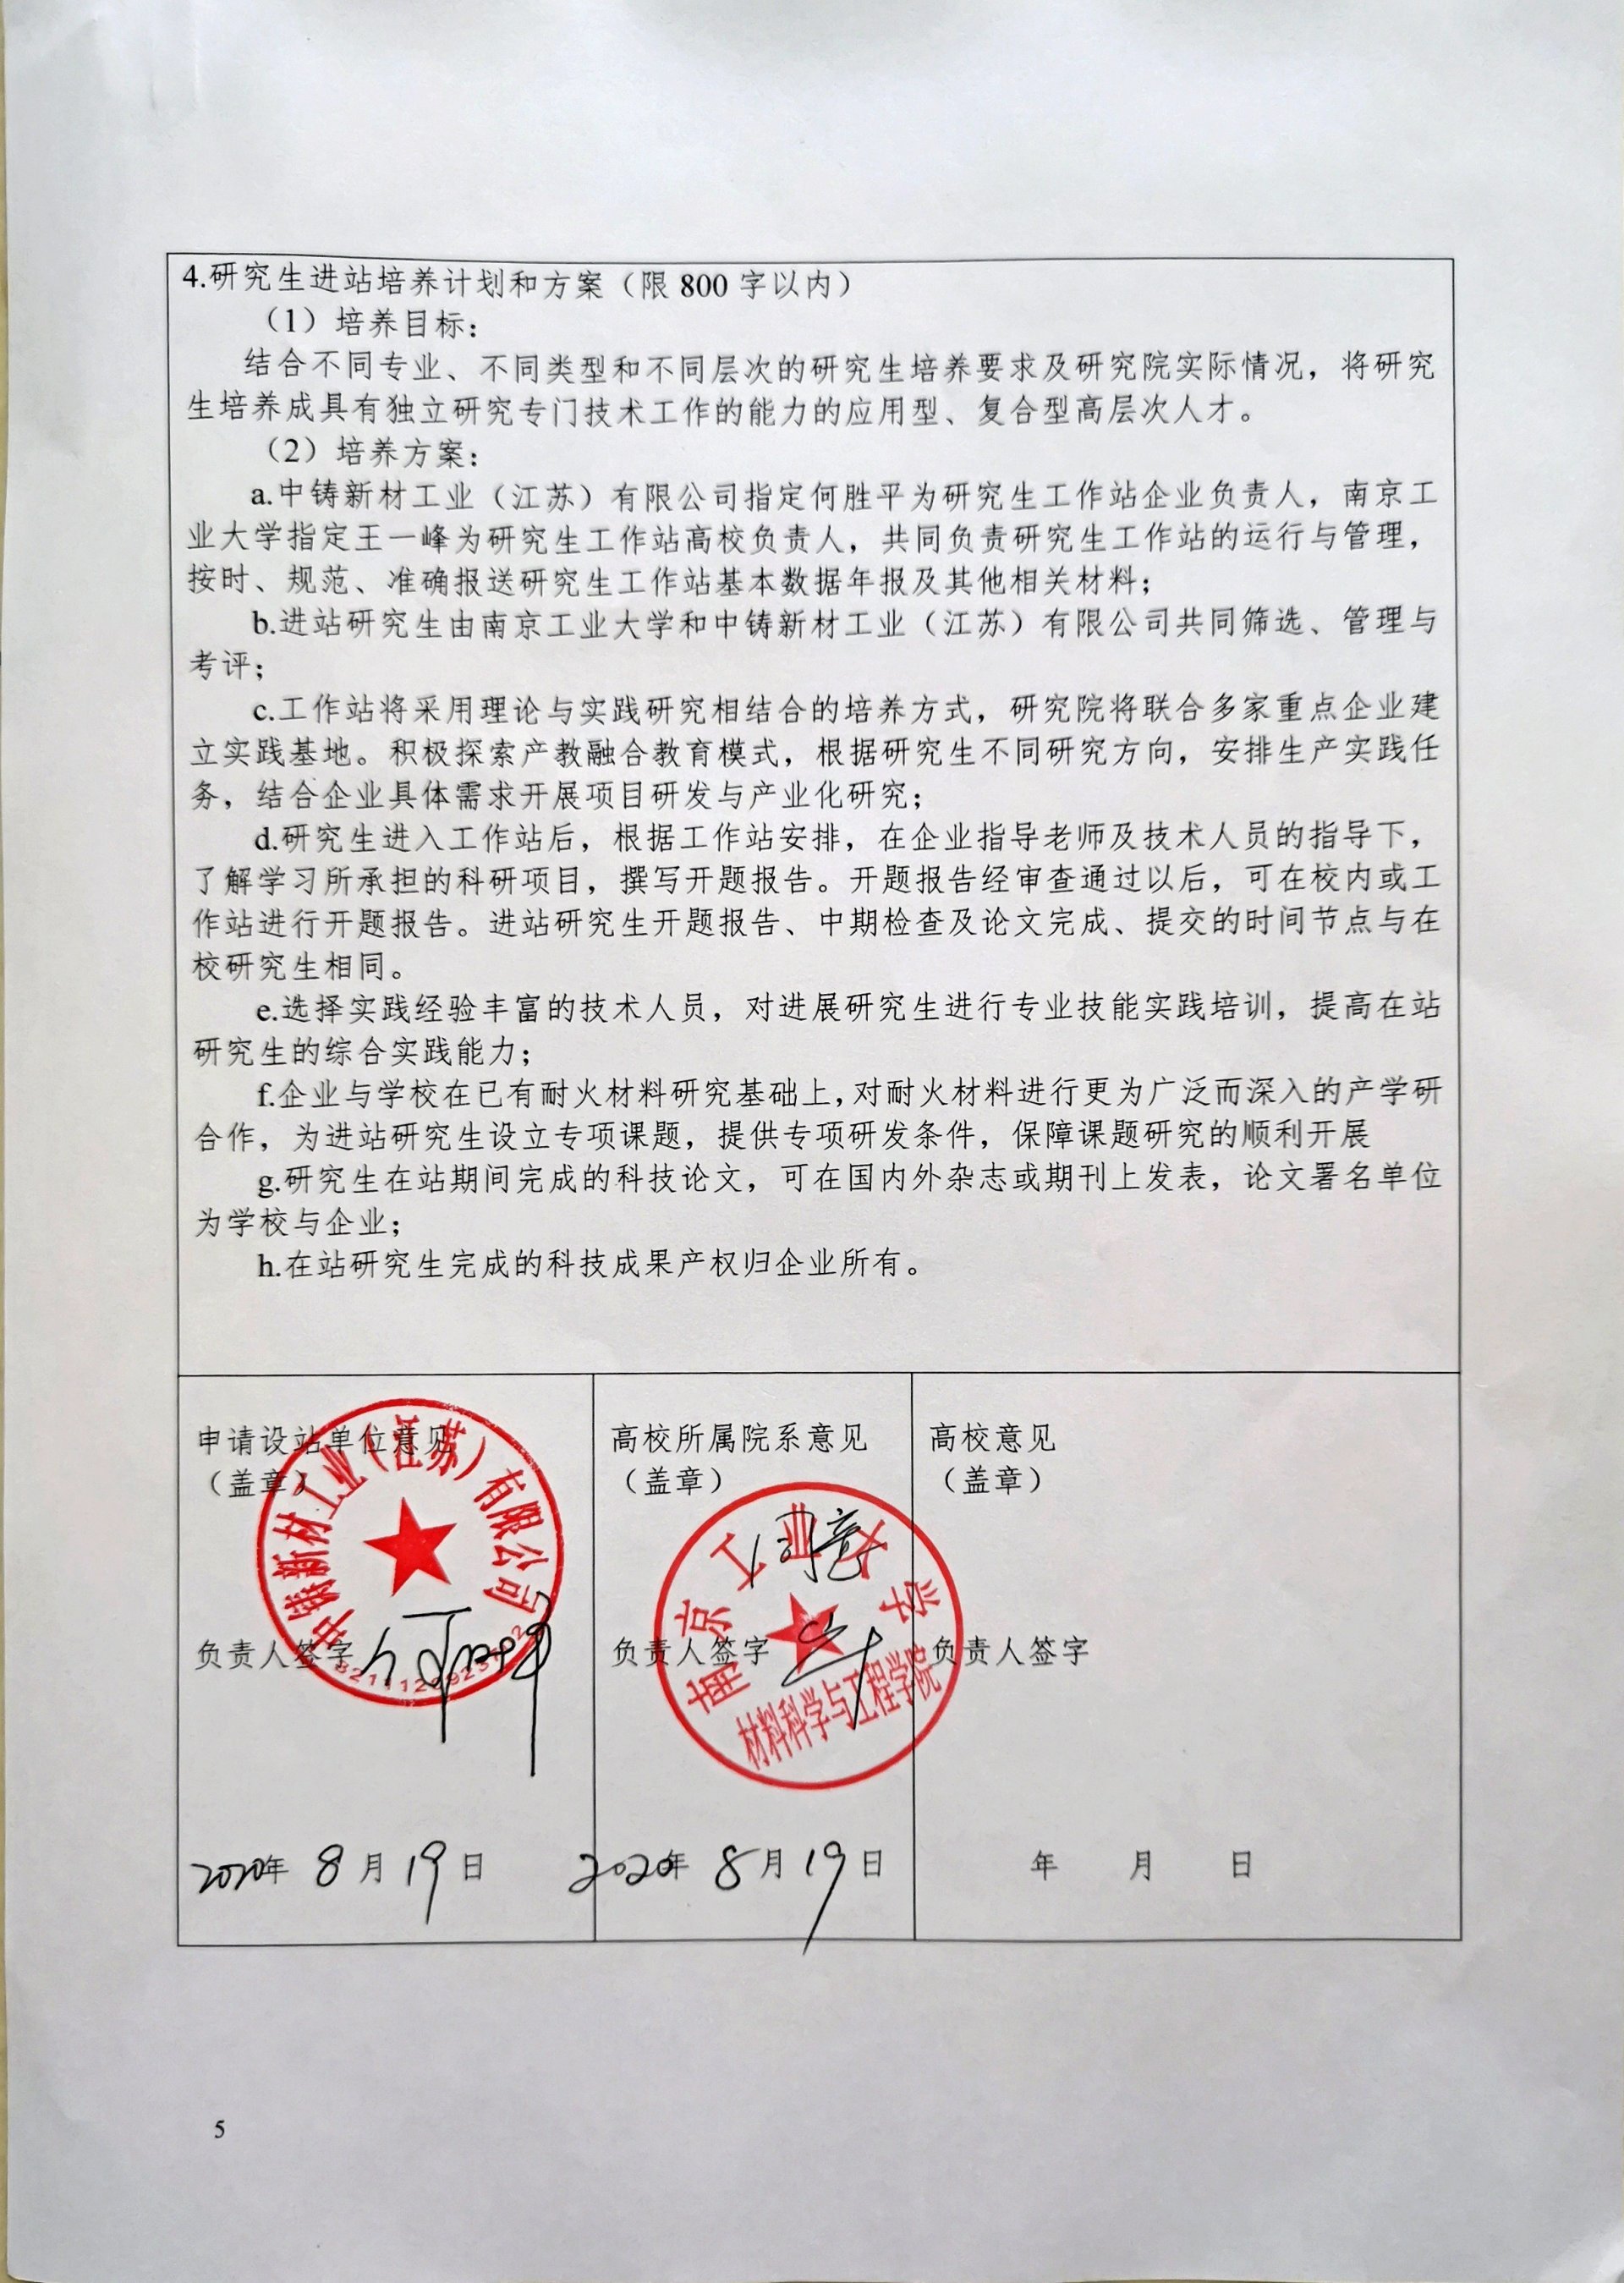 4.研究生进站培养计划和方案（限 800 字以内）
（1）培养目标：
结合不同专业、不同类型和不同层次的研究生培养要求及研究院实际情况，将研究
生培养成具有独立研究专门技术工作的能力的应用型、复合型高层次人才。
（2）培养方案：
a.中铸新材工业（江苏）有限公司指定何胜平为研究生工作站企业负责人，南京工
业大学指定王一峰为研究生工作站高校负责人，共同负责研究生工作站的运行与管理，
按时、规范、准确报送研究生工作站基本数据年报及其他相关材料；
b.进站研究生由南京工业大学和中铸新材工业（江苏）有限公司共同筛选、管理与
考评；
c.工作站将采用理论与实践研究相结合的培养方式，研究院将联合多家重点企业建
立实践基地。积极探索产教融合教育模式，根据研究生不同研究方向，安排生产实践任
务，结合企业具体需求开展项目研发与产业化研究；
d.研究生进入工作站后，根据工作站安排，在企业指导老师及技术人员的指导下，
了解学习所承担的科研项目，撰写开题报告。开题报告经审查通过以后，可在校内或工
作站进行开题报告。进站研究生开题报告、中期检查及论文完成、提交的时间节点与在
校研究生相同。
e.选择实践经验丰富的技术人员，对进展研究生进行专业技能实践培训，提高在站
研究生的综合实践能力；
f.企业与学校在已有耐火材料研究基础上，对耐火材料进行更为广泛而深入的产学研
合作，为进站研究生设立专项课题，提供专项研发条件，保障课题研究的顺利开展
g.研究生在站期间完成的科技论文，可在国内外杂志或期刊上发表，论文署名单位
为学校与企业；
h.在站研究生完成的科技成果产权归企业所有。
申请设站单位意见
（盖章）
中铸新材工业（江苏）有限公司
负责人签字
2020年 8月 19日
高校所属院系意见
（盖章）
同意
南京工业大学
材料科学与工程学院
负责人签字
2020年 8月 19日
高校意见
（盖章）
负责人签字
年 月 日
5